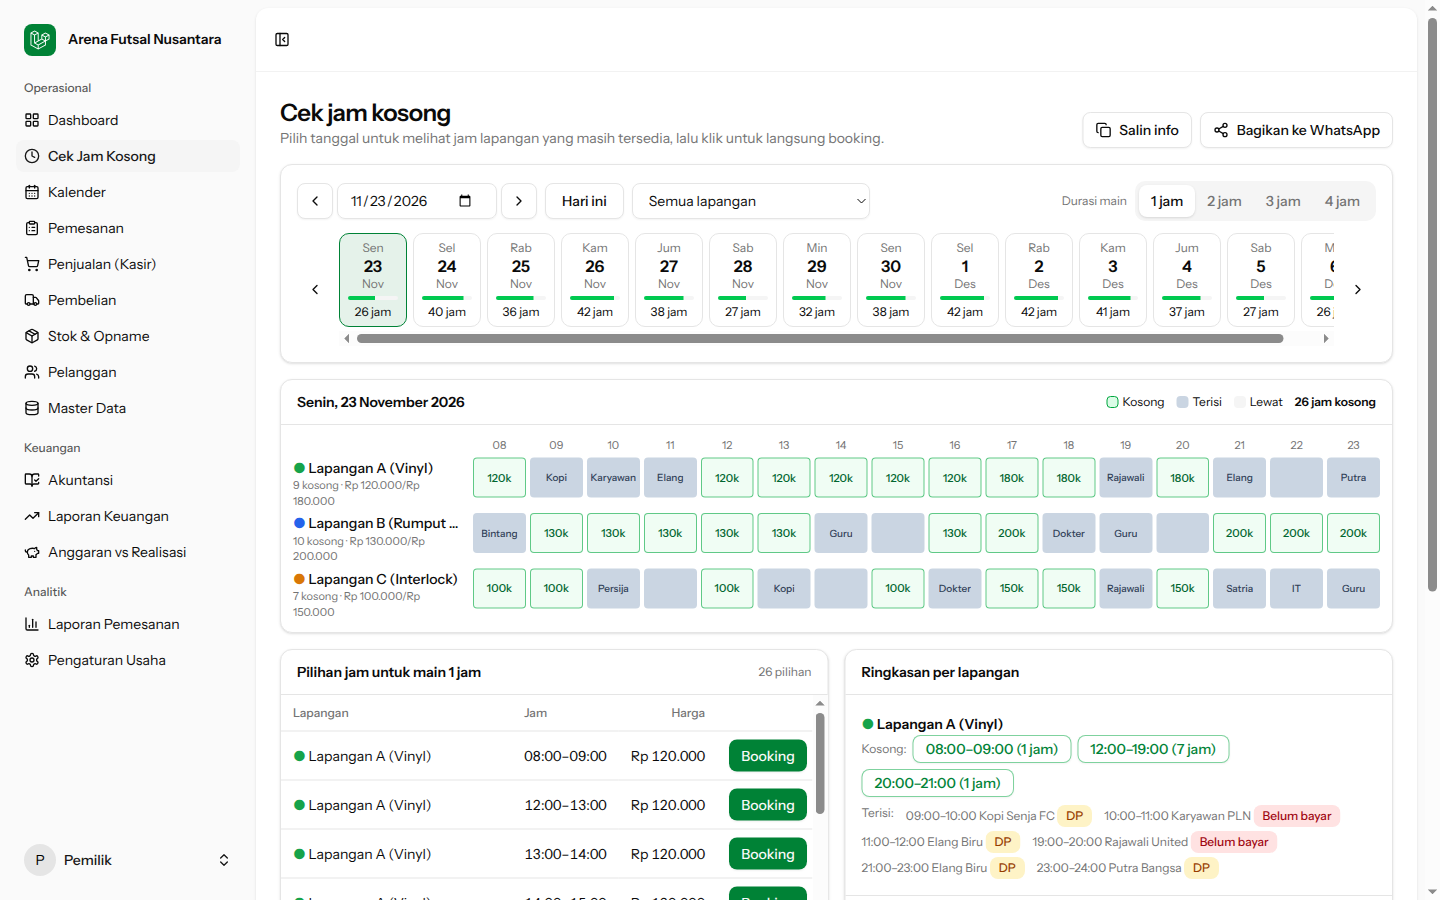 Arena Futsal Nusantara
Operasional
Dashboard
Cek Jam Kosong
Kalender
Pemesanan
Penjualan (Kasir)
Pembelian
Stok & Opname
Pelanggan
Master Data
Keuangan
Akuntansi
Laporan Keuangan
Anggaran vs Realisasi
Analitik
Laporan Pemesanan
Pengaturan Usaha
P Pemilik
Cek jam kosong
Pilih tanggal untuk melihat jam lapangan yang masih tersedia, lalu klik untuk langsung booking.
Salin info
Bagikan ke WhatsApp
11/23/2026 Hari ini Semua lapangan Durasi main 1 jam 2 jam 3 jam 4 jam
Sen Sel Rab Kam Jum Sab Min Sen Sel Rab Kam Jum Sab M
23 24 25 26 27 28 29 30 1 2 3 4 5 6
Nov Nov Nov Nov Nov Nov Nov Nov Des Des Des Des Des D
26 jam 40 jam 36 jam 42 jam 38 jam 27 jam 32 jam 38 jam 42 jam 42 jam 41 jam 37 jam 27 jam 26 j
Senin, 23 November 2026 Kosong Terisi Lewat 26 jam kosong
08 09 10 11 12 13 14 15 16 17 18 19 20 21 22 23
Lapangan A (Vinyl)
9 kosong · Rp 120.000/Rp
180.000
120k Kopi Karyawan Elang 120k 120k 120k 120k 120k 180k 180k Rajawali 180k Elang Putra
Lapangan B (Rumput ...
10 kosong · Rp 130.000/Rp
200.000
Bintang 130k 130k 130k 130k 130k Guru 130k 200k Dokter Guru 200k 200k 200k
Lapangan C (Interlock)
7 kosong · Rp 100.000/Rp
150.000
100k 100k Persija 100k Kopi 100k Dokter 150k 150k Rajawali 150k Satria IT Guru
Pilihan jam untuk main 1 jam 26 pilihan
Lapangan Jam Harga
Lapangan A (Vinyl) 08:00–09:00 Rp 120.000 Booking
Lapangan A (Vinyl) 12:00–13:00 Rp 120.000 Booking
Lapangan A (Vinyl) 13:00–14:00 Rp 120.000 Booking
Ringkasan per lapangan
Lapangan A (Vinyl)
Kosong: 08:00–09:00 (1 jam) 12:00–19:00 (7 jam)
20:00–21:00 (1 jam)
Terisi: 09:00–10:00 Kopi Senja FC DP 10:00–11:00 Karyawan PLN Belum bayar
11:00–12:00 Elang Biru DP 19:00–20:00 Rajawali United Belum bayar
21:00–23:00 Elang Biru DP 23:00–24:00 Putra Bangsa DP